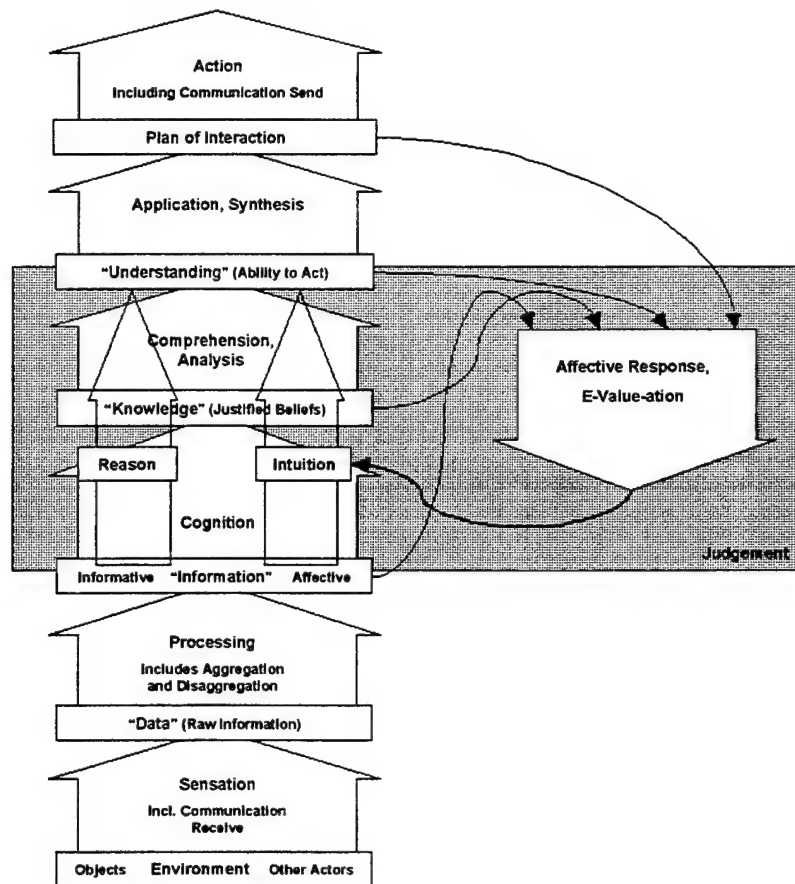 Action
Including Communication Send
Plan of Interaction
Application, Synthesis
"Understanding" (Ability to Act)
Comprehension,
Analysis
Affective Response,
E-Value-ation
"Knowledge" (Justified Beliefs)
Reason
Intuition
Cognition
Judgement
Informative "Information" Affective
Processing
Includes Aggregation
and Disaggregation
"Data" (Raw Information)
Sensation
Incl. Communication
Receive
Objects Environment Other Actors